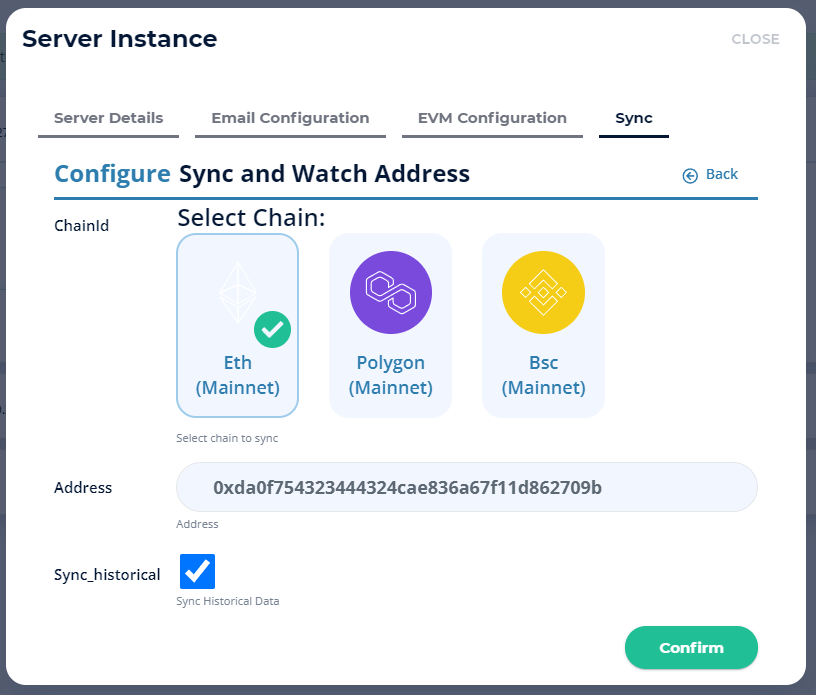 Server Instance
CLOSE
Server Details
Email Configuration
EVM Configuration
Sync
Configure Sync and Watch Address
Back
ChainId
Select Chain:
Eth
(Mainnet)
Polygon
(Mainnet)
Bsc
(Mainnet)
Select chain to sync
Address
0xda0f754323444324cae836a67f11d862709b
Address
Sync_historical
Sync Historical Data
Confirm